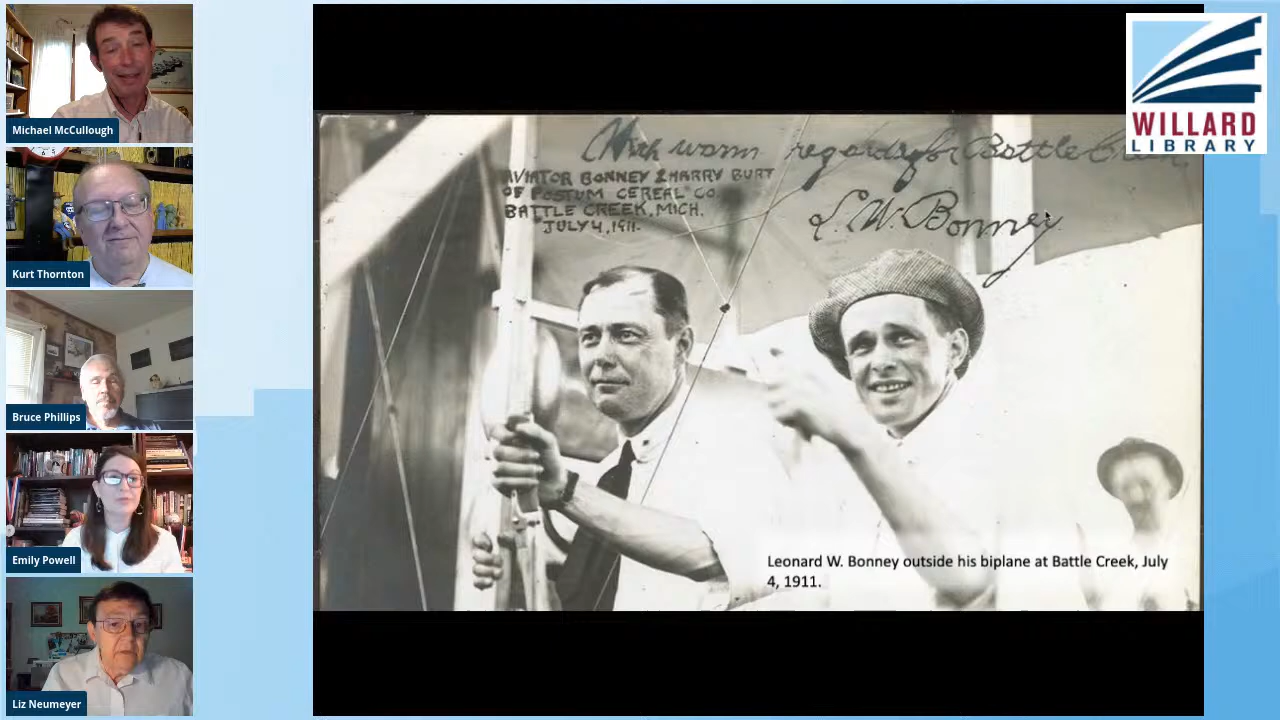 Michael McCullough
Kurt Thornton
Bruce Phillips
Emily Powell
Liz Neumeyer
With warm regards for Battle Creek,
AVIATOR BONNEY & HARRY BURT
OF POSTUM CEREAL CO.
BATTLE CREEK, MICH.
JULY 4, 1911.
L. W. Bonney
Leonard W. Bonney outside his biplane at Battle Creek, July
4, 1911.
WILLARD
LIBRARY